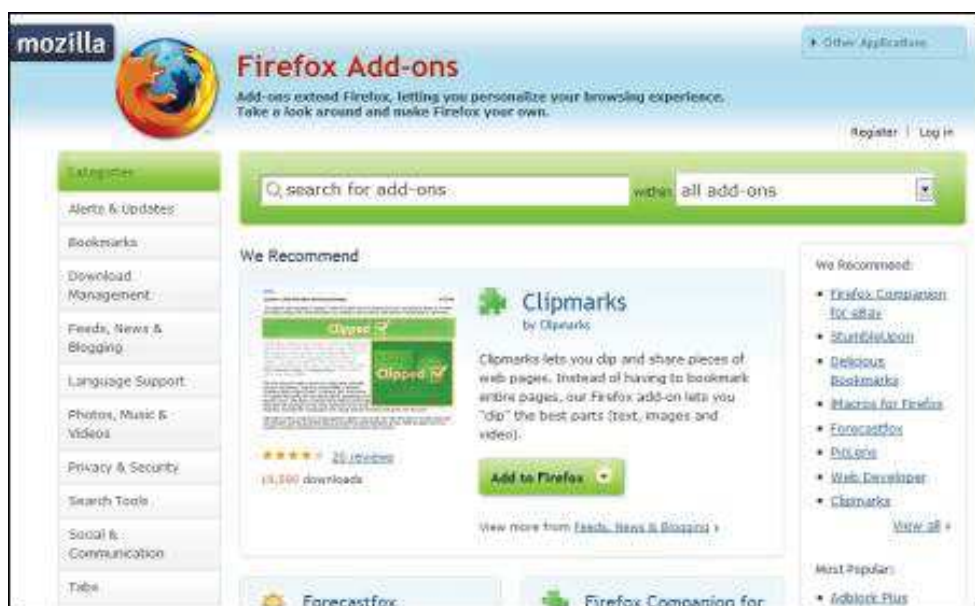 mozilla
Other Applications
Firefox Add-ons
Add-ons extend Firefox, letting you personalize your browsing experience.
Take a look around and make Firefox your own.
Register | Log in
Categories
Alerts & Updates
Bookmarks
Download
Management
Feeds, News &
Blogging
Language Support
Photos, Music &
Videos
Privacy & Security
Search Tools
Social &
Communication
Tabs
search for add-ons
within
all add-ons
We Recommend
Clipped
Clipped
20 reviews
downloads
Clipmarks
by Clipmarks
Clipmarks lets you clip and share pieces of
web pages. Instead of having to bookmark
entire pages, our Firefox add-on lets you
"clip" the best parts (text, images and
video).
Add to Firefox
View more from Feeds, News & Blogging
We Recommend:
• Firefox Companion
for eBay
• StumbleUpon
• Delicious
Bookmarks
• iMacros for Firefox
• Forecastfox
• PicLens
• Web Developer
• Clipmarks
View all
Most Popular:
• Adblock Plus
Forecastfox
Firefox Companion for